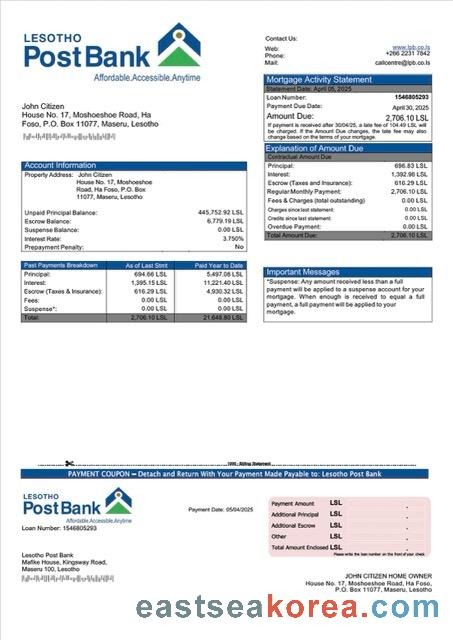 LESOTHO
PostBank
Affordable.Accessible.Anytime
Contact Us:
Web: www.lpb.co.ls
Phone: +266 2231 7842
Mail: callcentre@lpb.co.ls
John Citizen
House No. 17, Moshoeshoe Road, Ha
Foso, P.O. Box 11077, Maseru, Lesotho
Mortgage Activity Statement
Statement Date: April 05, 2025
Loan Number: 1546805293
Payment Due Date: April 30, 2025
Amount Due: 2,706.10 LSL
If payment is received after 30/04/25, a late fee of 104.49 LSL will
be charged. If the Amount Due changes, the late fee may also
change based on the terms of your mortgage.
Explanation of Amount Due
Contractual Amount Due
Principal: 696.83 LSL
Interest: 1,392.98 LSL
Escrow (Taxes and Insurance): 616.29 LSL
Regular Monthly Payment: 2,706.10 LSL
Fees & Charges (total outstanding) 0.00 LSL
Charges since last statement: 0.00 LSL
Credits since last statement: 0.00 LSL
Overdue Payment: 0.00 LSL
Total Amount Due: 2,706.10 LSL
Account Information
Property Address: John Citizen
House No. 17, Moshoeshoe
Road, Ha Foso, P.O. Box
11077, Maseru, Lesotho
Unpaid Principal Balance: 445,752.92 LSL
Escrow Balance: 6,779.19 LSL
Suspense Balance: 0.00 LSL
Interest Rate: 3.750%
Prepayment Penalty: No
Past Payments Breakdown As of Last Stmt Paid Year to Date
Principal: 694.66 LSL 5,497.08 LSL
Interest: 1,395.15 LSL 11,221.40 LSL
Escrow (Taxes & Insurance): 616.29 LSL 4,930.32 LSL
Fees: 0.00 LSL 0.00 LSL
Suspense*: 0.00 LSL 0.00 LSL
Total: 2,706.10 LSL 21,648.80 LSL
Important Messages
*Suspense: Any amount received less than a full
payment will be applied to a suspense account for your
mortgage. When enough is received to equal a full
payment, a full payment will be applied to your
mortgage.
PAYMENT COUPON – Detach and Return With Your Payment Made Payable to: Lesotho Post Bank
LESOTHO
PostBank
Affordable.Accessible.Anytime
Loan Number: 1546805293
Payment Date: 05/04/2025
Payment Amount LSL .
Additional Principal LSL .
Additional Escrow LSL .
Other LSL .
Total Amount Enclosed LSL .
Please write the loan number on the front of your check
Lesotho Post Bank
Mafike House, Kingsway Road,
Maseru 100, Lesotho
JOHN CITIZEN HOME OWNER
House No. 17, Moshoeshoe Road, Ha Foso,
P.O. Box 11077, Maseru, Lesotho
eastseakorea.com